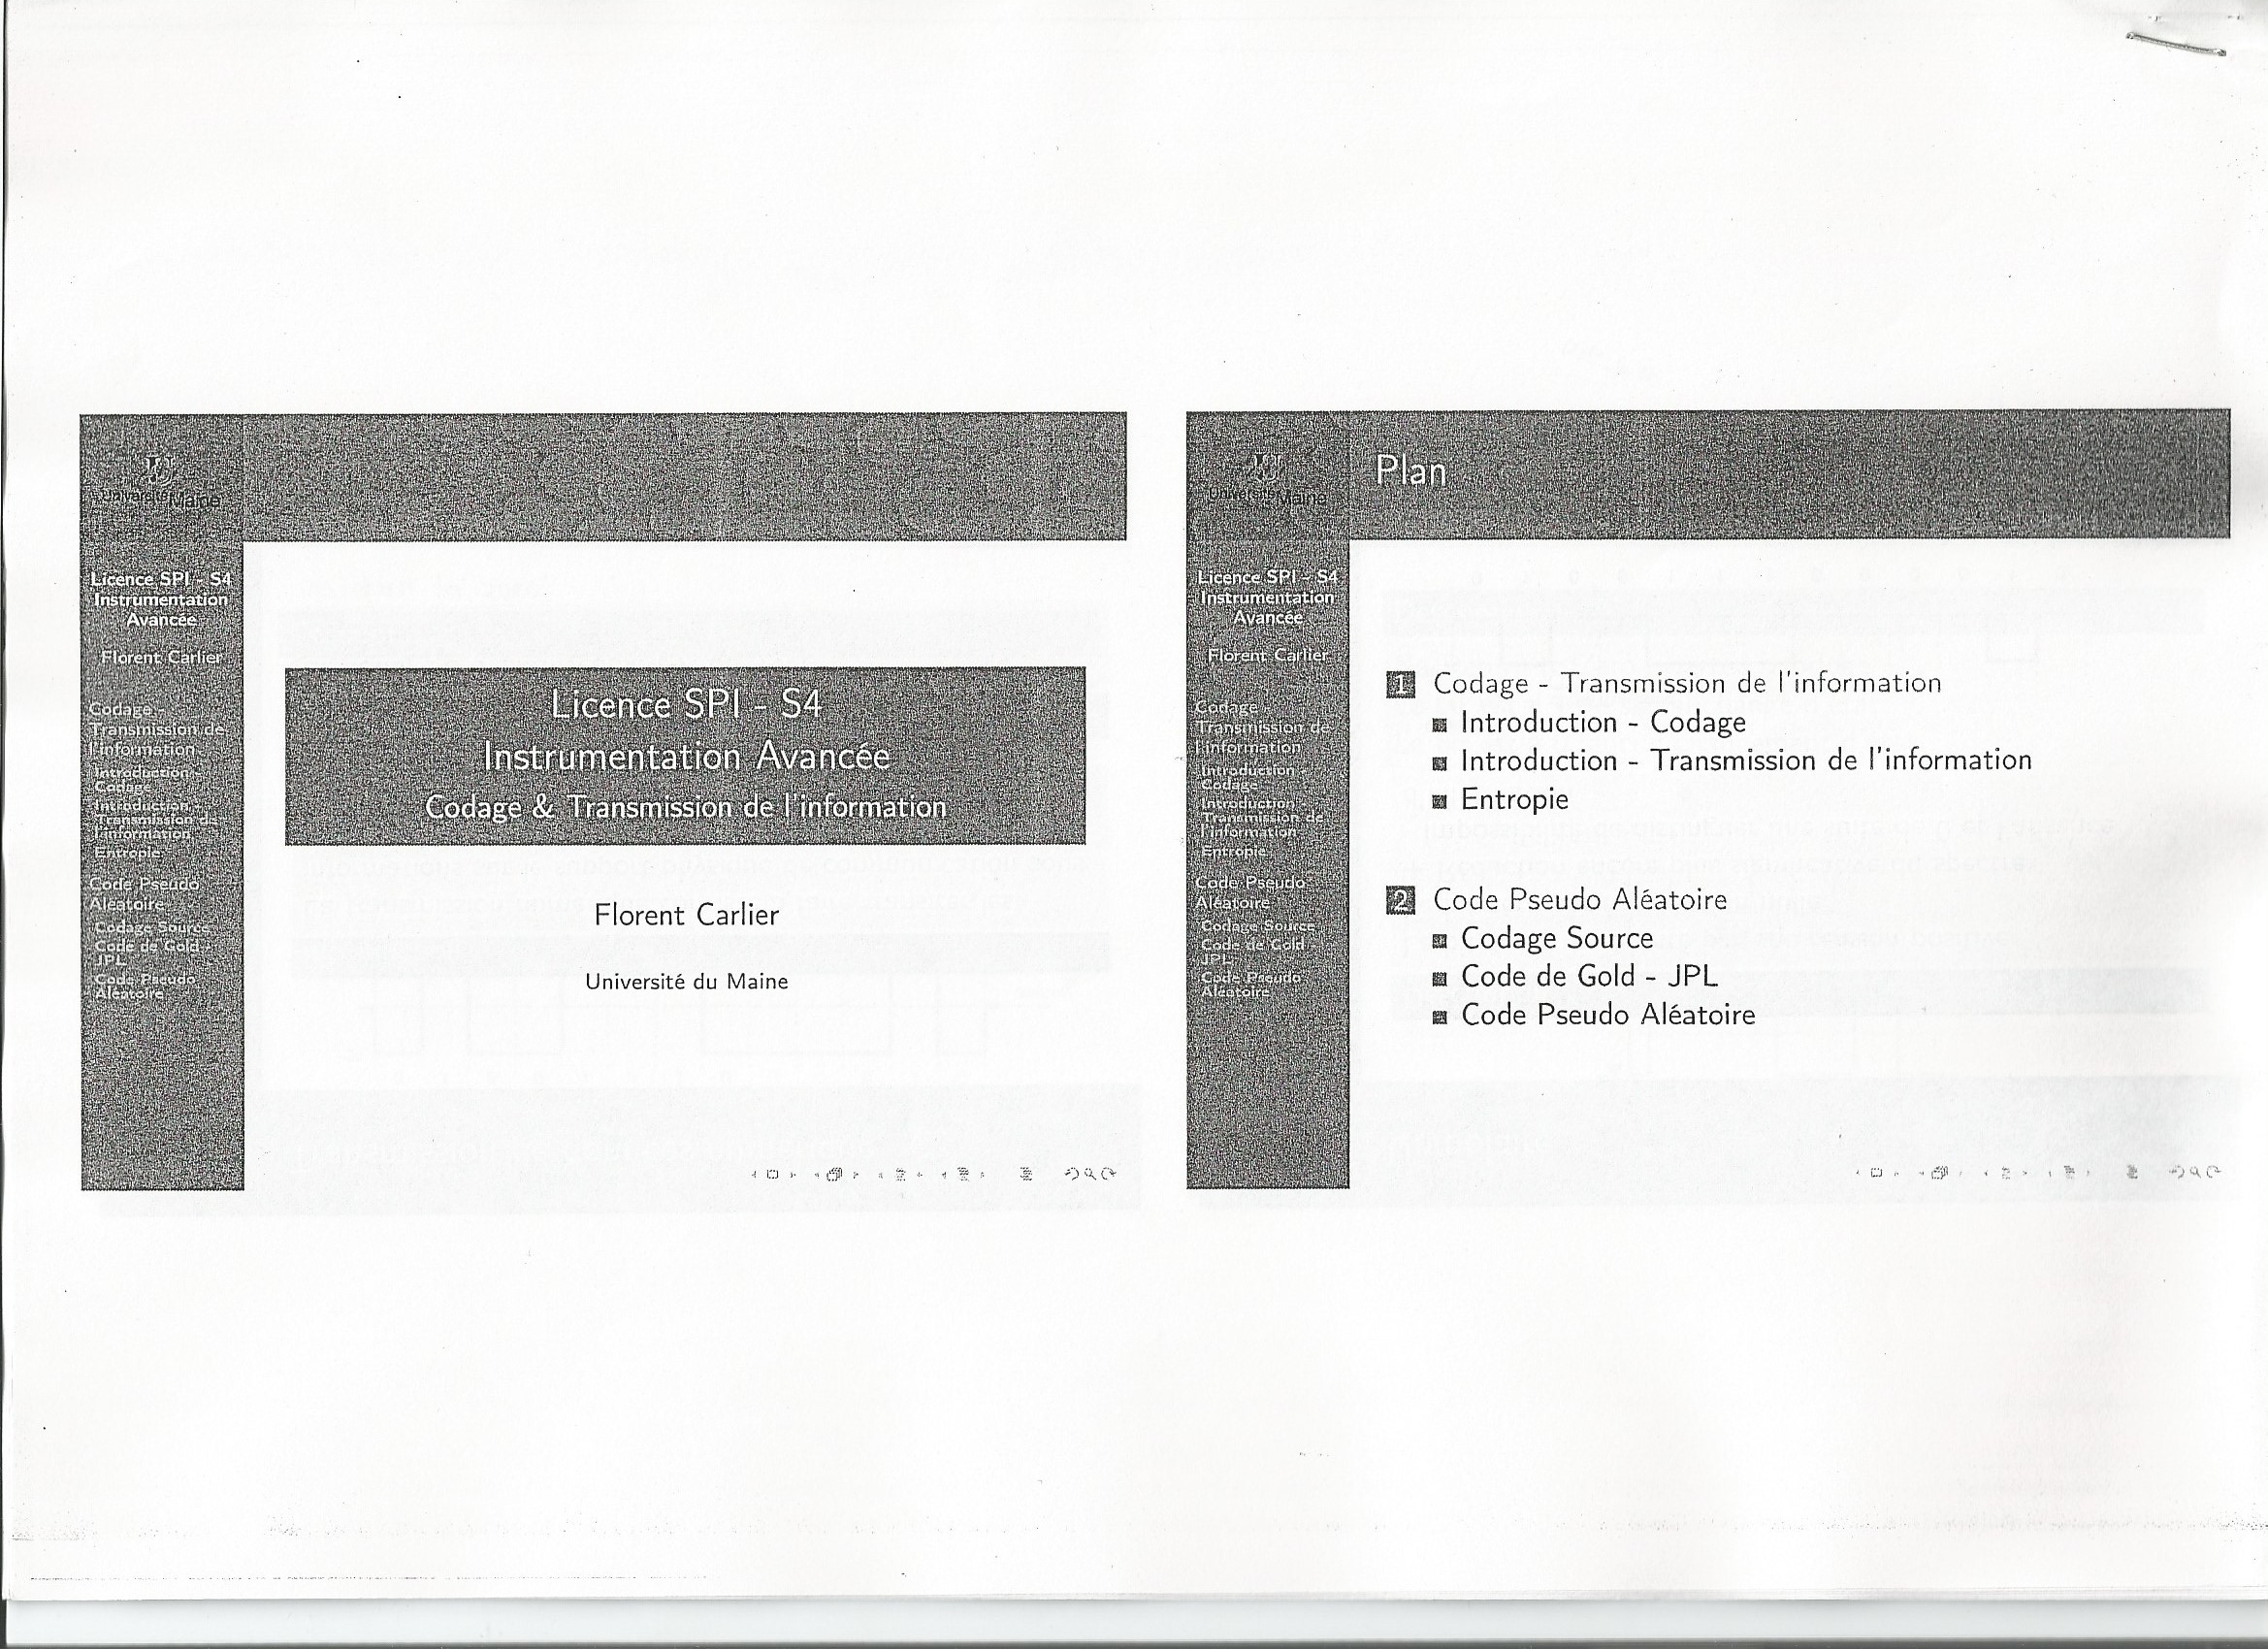 Université du Maine
Licence SPI - S4
Instrumentation
Avancée
Florent Carlier
Codage -
Transmission de
l'information
Introduction -
Codage
Introduction -
Transmission de
l'information
Entropie
Code Pseudo
Aléatoire
Codage Source
Code de Gold -
JPL
Code Pseudo
Aléatoire
Licence SPI - S4
Instrumentation Avancée
Codage & Transmission de l'information
Florent Carlier
Université du Maine
Université du Maine
Licence SPI - S4
Instrumentation
Avancée
Florent Carlier
Codage -
Transmission de
l'information
Introduction -
Codage
Introduction -
Transmission de
l'information
Entropie
Code Pseudo
Aléatoire
Codage Source
Code de Gold -
JPL
Code Pseudo
Aléatoire
Plan
1 Codage - Transmission de l'information
Introduction - Codage
Introduction - Transmission de l'information
Entropie
2 Code Pseudo Aléatoire
Codage Source
Code de Gold - JPL
Code Pseudo Aléatoire